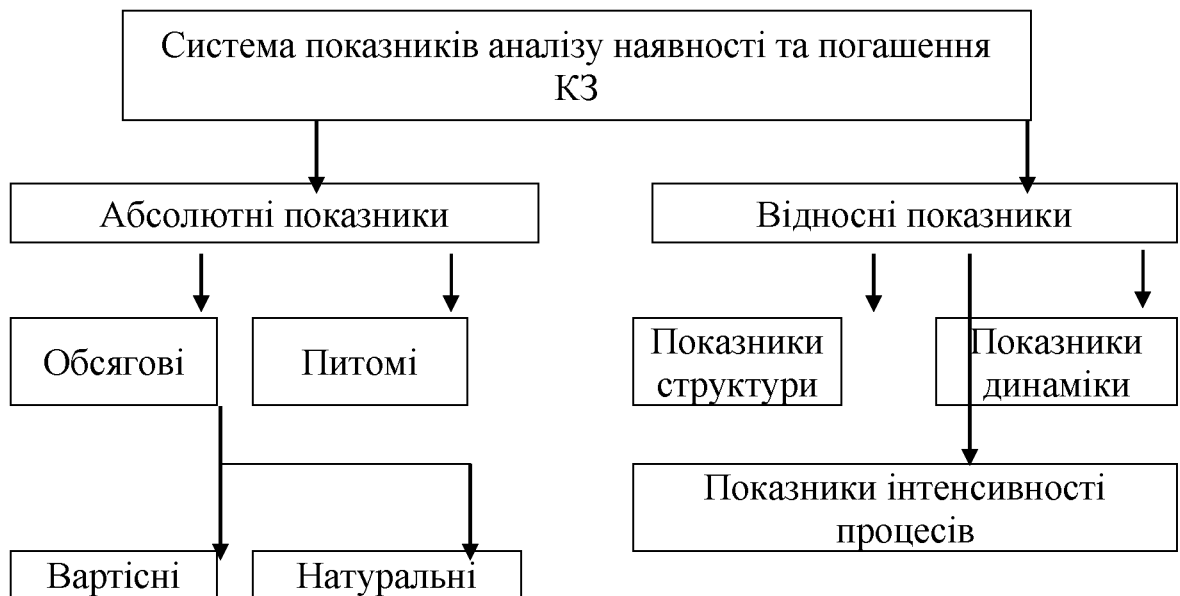 Система показників аналізу наявності та погашення
КЗ
Абсолютні показники
Відносні показники
Обсягові
Питомі
Показники
структури
Показники
динаміки
Показники інтенсивності
процесів
Вартісні
Натуральні